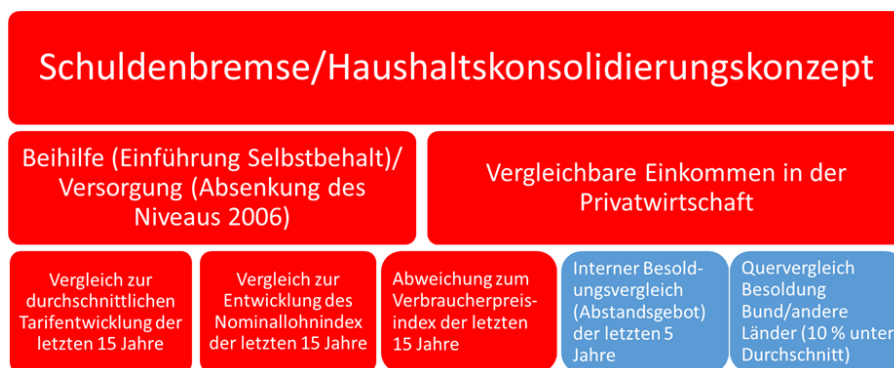 Schuldenbremse/Haushaltskonsolidierungskonzept
Beihilfe (Einführung Selbstbehalt)/
Versorgung (Absenkung des
Niveaus 2006)
Vergleichbare Einkommen in der
Privatwirtschaft
Vergleich zur
durchschnittlichen
Tarifentwicklung der
letzten 15 Jahre
Vergleich zur
Entwicklung des
Nominallohnindex
der letzten 15 Jahre
Abweichung zum
Verbraucherpreis-
index der letzten
15 Jahre
Interner Besold-
ungsvergleich
(Abstandsgebot)
der letzten 5
Jahre
Quervergleich
Besoldung
Bund/andere
Länder (10 % unter
Durchschnitt)